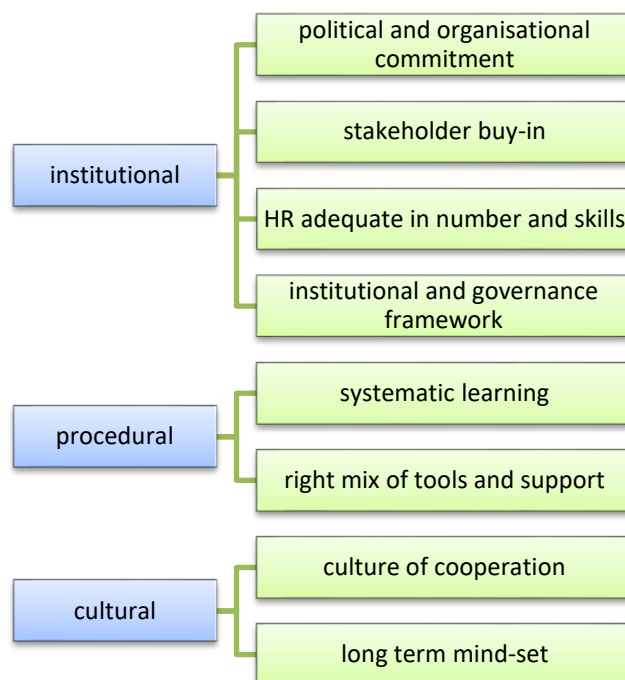 political and organisational
commitment
stakeholder buy-in
institutional
HR adequate in number and skills
institutional and governance
framework
systematic learning
procedural
right mix of tools and support
culture of cooperation
cultural
long term mind-set